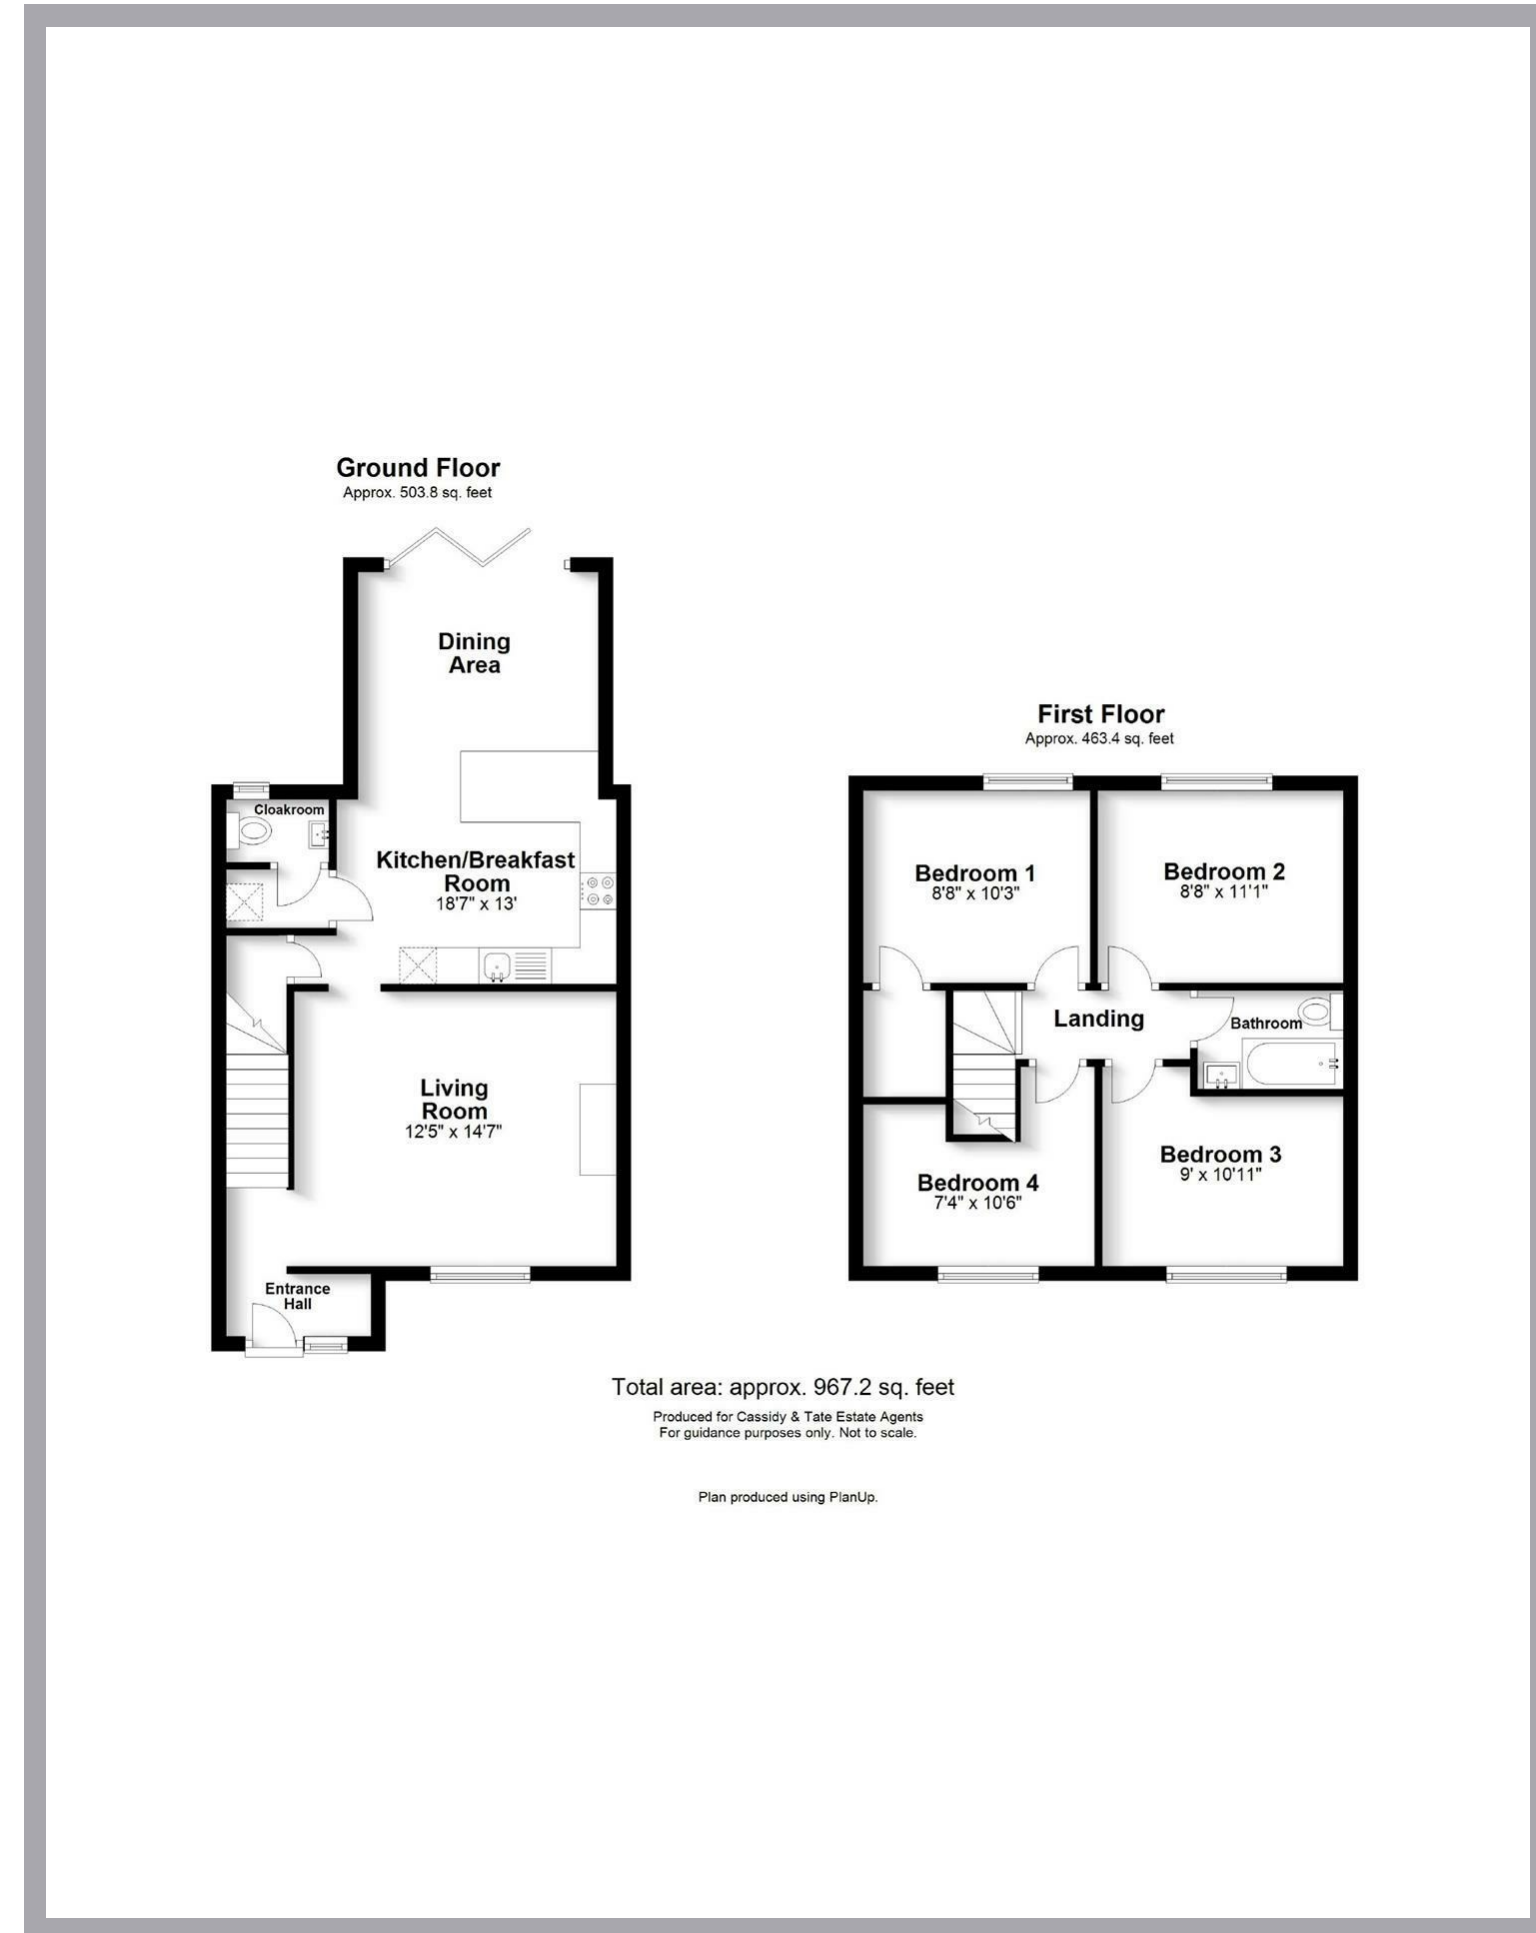 Ground Floor
Approx. 503.8 sq. feet
Dining
Area
Cloakroom
Kitchen/Breakfast
Room
18'7" x 13'
Living
Room
12'5" x 14'7"
Entrance
Hall
First Floor
Approx. 463.4 sq. feet
Bedroom 1
8'8" x 10'3"
Bedroom 2
8'8" x 11'1"
Landing
Bathroom
Bedroom 3
9' x 10'11"
Bedroom 4
7'4" x 10'6"
Total area: approx. 967.2 sq. feet
Produced for Cassidy & Tate Estate Agents
For guidance purposes only. Not to scale.
Plan produced using PlanUp.